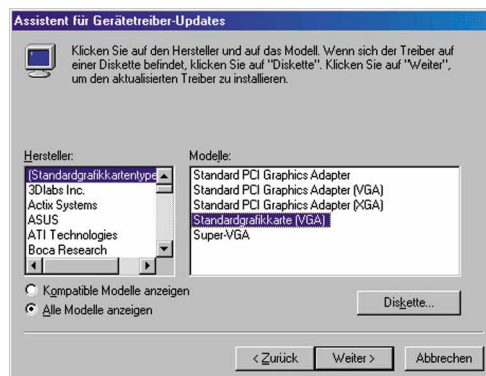 Assistent für Gerätetreiber-Updates
Klicken Sie auf den Hersteller und auf das Modell. Wenn sich der Treiber auf
einer Diskette befindet, klicken Sie auf "Diskette". Klicken Sie auf "Weiter",
um den aktualisierten Treiber zu installieren.
Hersteller:
(Standardgrafikkartentype
3Dlabs Inc.
Actix Systems
ASUS
ATI Technologies
Boca Research
Modelle:
Standard PCI Graphics Adapter
Standard PCI Graphics Adapter (VGA)
Standard PCI Graphics Adapter (XGA)
Standardgrafikkarte (VGA)
Super-VGA
Kompatible Modelle anzeigen
Alle Modelle anzeigen
Diskette...
< Zurück
Weiter >
Abbrechen